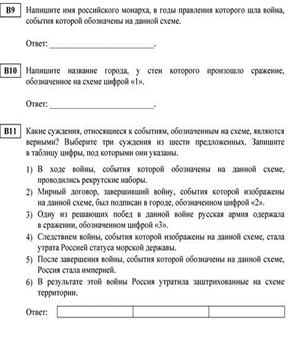 В9 Напишите имя российского монарха, в годы правления которого шла война,
события которой обозначены на данной схеме.
Ответ:
В10 Напишите название города, у стен которого произошло сражение,
обозначенное на схеме цифрой «1».
Ответ:
В11 Какие суждения, относящиеся к событиям, обозначенным на схеме, являются
верными? Выберите три суждения из шести предложенных. Запишите
в таблицу цифры, под которыми они указаны.
1) В ходе войны, события которой обозначены на данной схеме,
проводились рекрутские наборы.
2) Мирный договор, завершивший войну, события которой изображены
на данной схеме, был подписан в городе, обозначенном цифрой «2».
3) Одну из решающих побед в данной войне русская армия одержала
в сражении, обозначенном цифрой «3».
4) Следствием войны, события которой изображены на данной схеме, стала
утрата Россией статуса морской державы.
5) После завершения войны, события которой обозначены на данной схеме,
Россия стала империей.
6) В результате этой войны Россия утратила заштрихованные на схеме
территории.
Ответ: